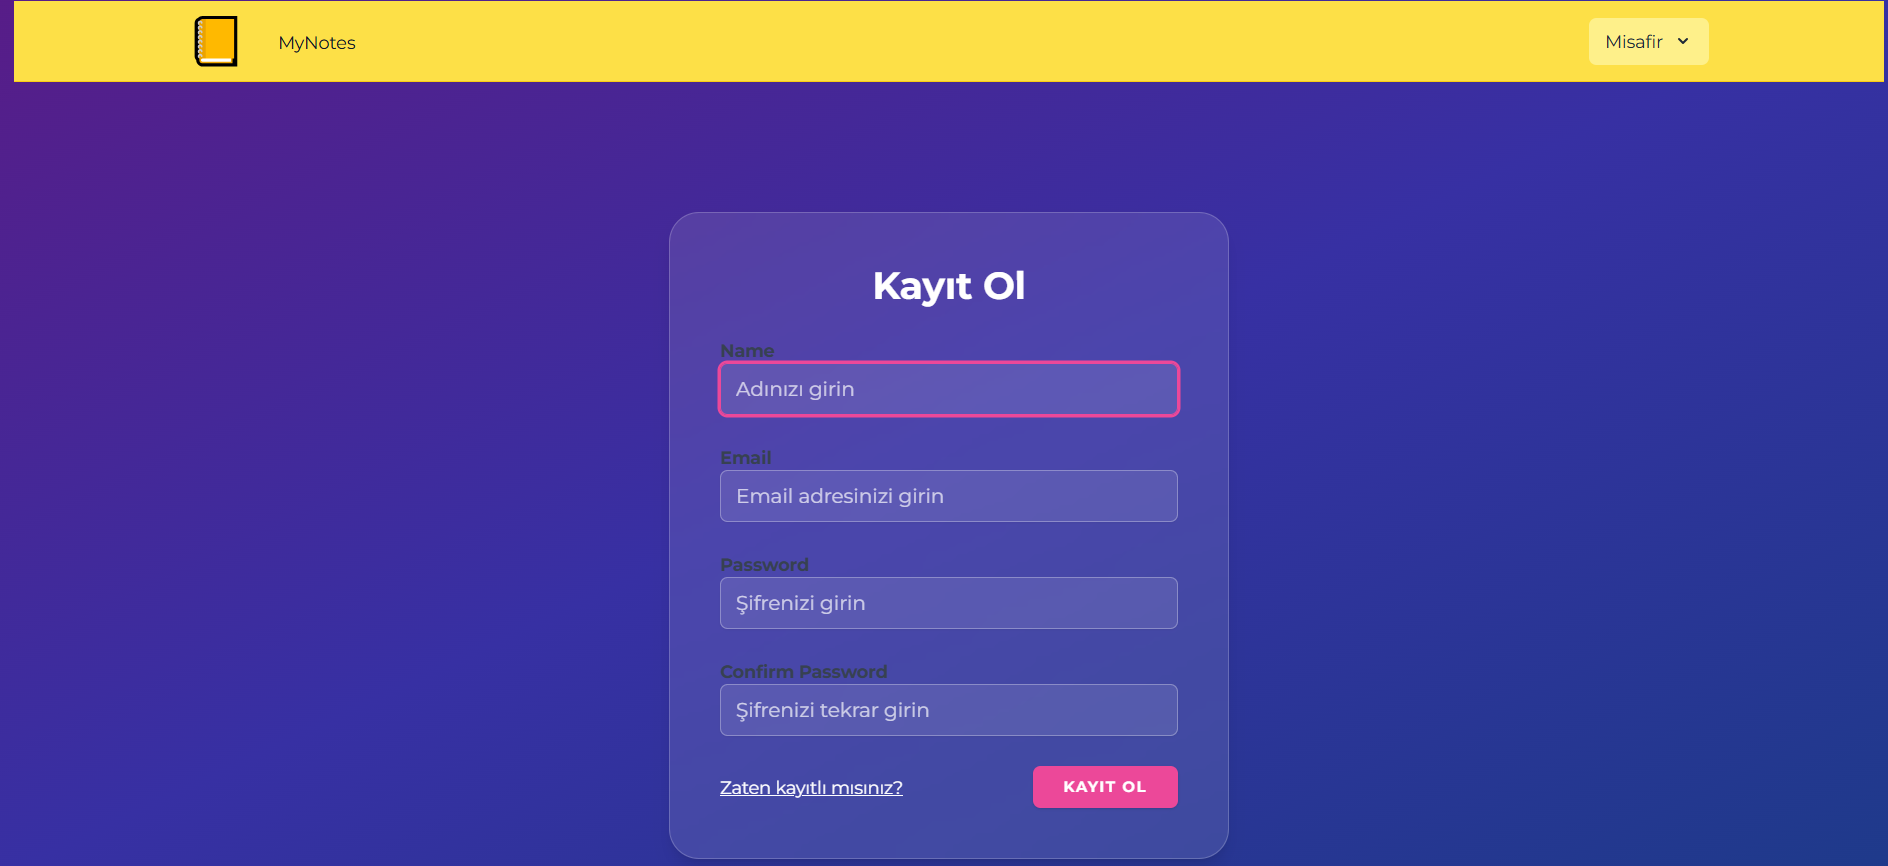 MyNotes
Misafir
Kayıt Ol
Name
Adınızı girin
Email
Email adresinizi girin
Password
Şifrenizi girin
Confirm Password
Şifrenizi tekrar girin
Zaten kayıtlı mısınız?
KAYIT OL